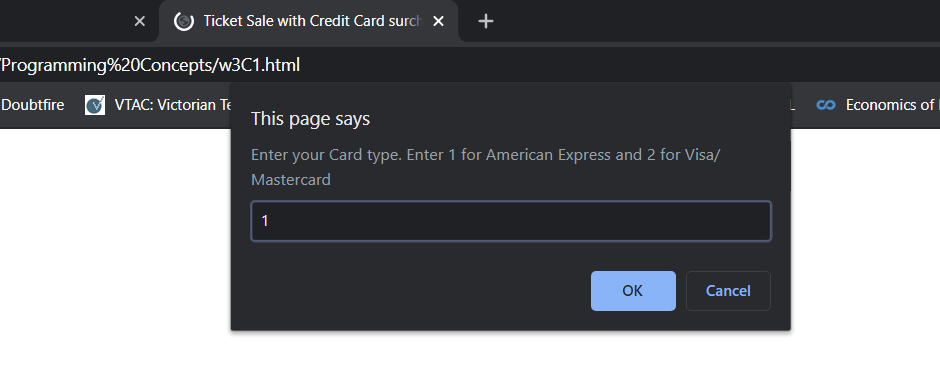 Ticket Sale with Credit Card surch
/Programming%20Concepts/w3C1.html
Doubtfire VTAC: Victorian Te Economics of
This page says
Enter your Card type. Enter 1 for American Express and 2 for Visa/
Mastercard
1
OK Cancel